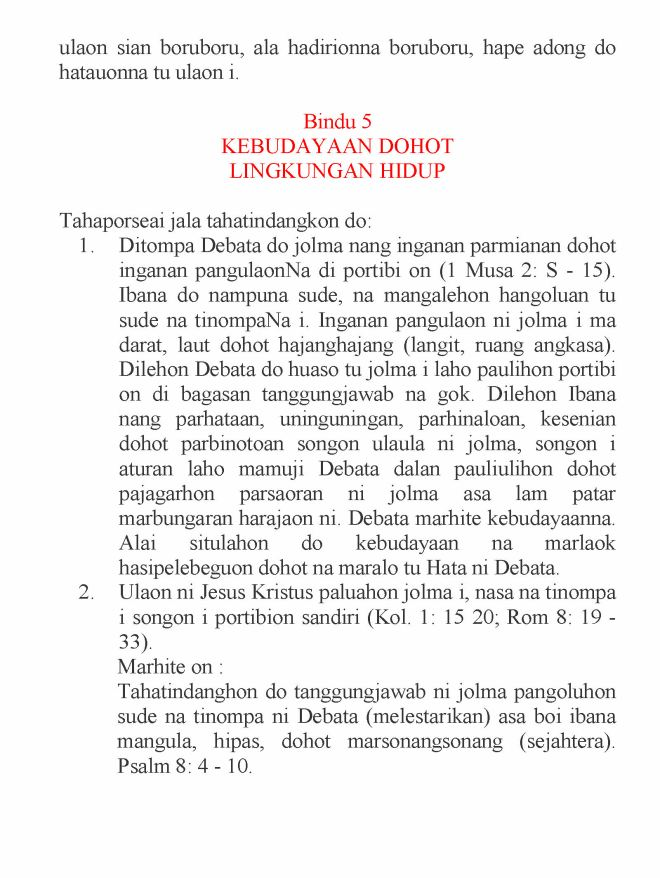 ulaon sian boruboru, ala hadirionna boruboru, hape adong do
hatauonna tu ulaon i.
Bindu 5
KEBUDAYAAN DOHOT
LINGKUNGAN HIDUP
Tahaporseai jala tahatindangkon do:
1. Ditompa Debata do jolma nang inganan parmianan dohot
inganan pangulaonNa di portibi on (1 Musa 2: S - 15).
Ibana do nampuna sude, na mangalehon hangoluan tu
sude na tinompaNa i. Inganan pangulaon ni jolma i ma
darat, laut dohot hajanghajang (langit, ruang angkasa).
Dilehon Debata do huaso tu jolma i laho paulihon portibi
on di bagasan tanggungjawab na gok. Dilehon Ibana
nang parhataan, uninguningan, parhinaloan, kesenian
dohot parbinotoan songon ulaula ni jolma, songon i
aturan laho mamuji Debata dalan pauliulihon dohot
pajagarhon parsaoran ni jolma asa lam patar
marbungaran harajaon ni. Debata marhite kebudayaanna.
Alai situlahon do kebudayaan na marlaok
hasipelebeguon dohot na maralo tu Hata ni Debata.
2. Ulaon ni Jesus Kristus paluahon jolma i, nasa na tinompa
i songon i portibion sandiri (Kol. 1: 15 20; Rom 8: 19 -
33).
Marhite on :
Tahatindanghon do tanggungjawab ni jolma pangoluhon
sude na tinompa ni Debata (melestarikan) asa boi ibana
mangula, hipas, dohot marsonangsonang (sejahtera).
Psalm 8: 4 - 10.